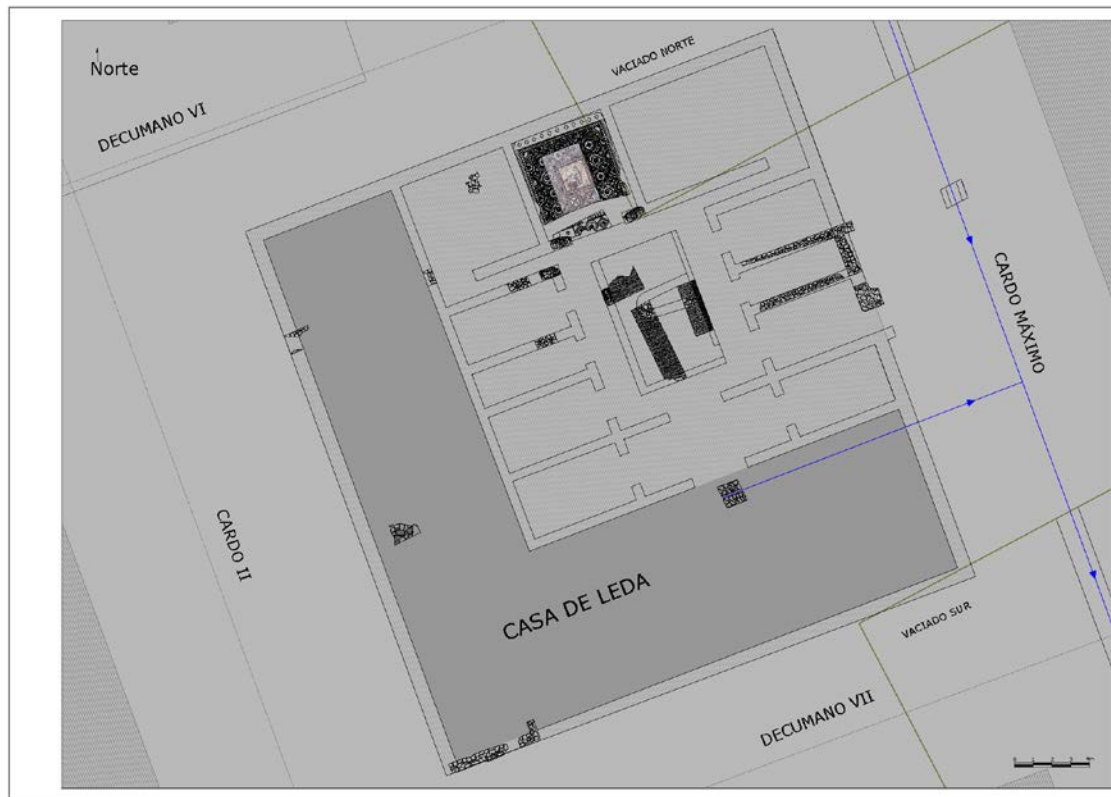 Norte
DECUMANO VI
VACIADO NORTE
CARDO MÁXIMO
CARDO II
CASA DE LEDA
VACIADO SUR
DECUMANO VII